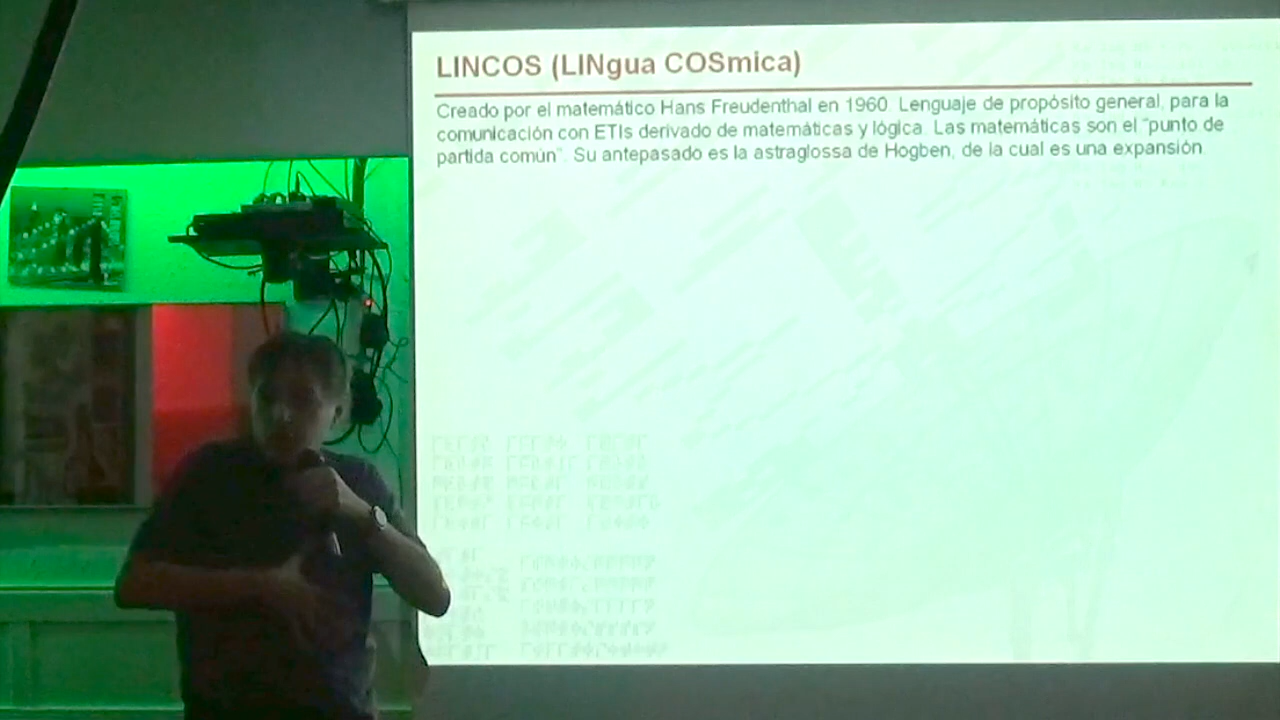 LINCOS (LINgua COSmica)
Creado por el matemático Hans Freudenthal en 1960. Lenguaje de propósito general, para la
comunicación con ETIs derivado de matemáticas y lógica. Las matemáticas son el "punto de
partida común". Su antepasado es la astraglossa de Hogben, de la cual es una expansión.